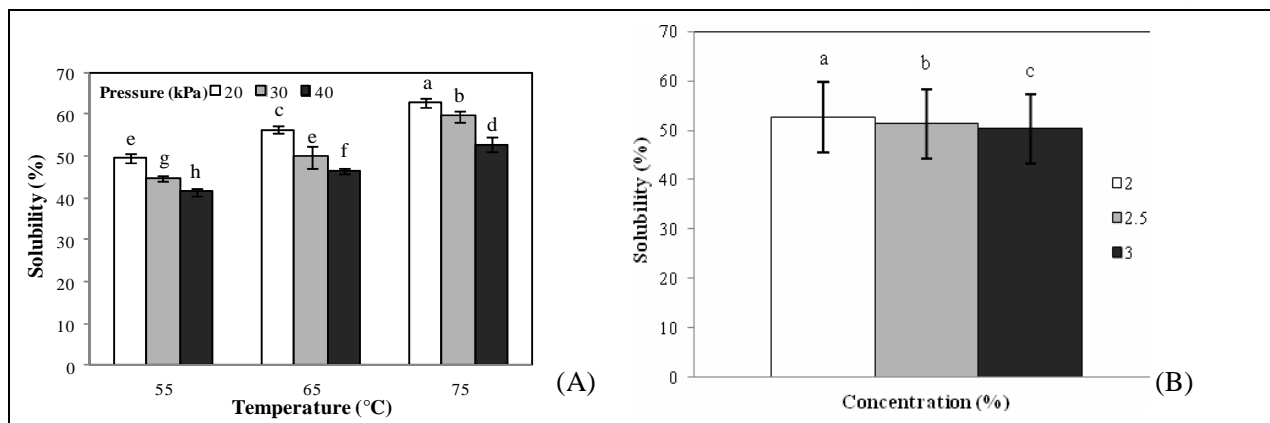 Pressure (kPa) 20 30 40
70
60
50
40
30
20
10
0
Solubility (%)
e
g
h
c
e
f
a
b
d
55 65 75
Temperature (°C)
(A)
70
60
50
40
30
20
10
0
Solubility (%)
a
b
c
2
2.5
3
Concentration (%)
(B)